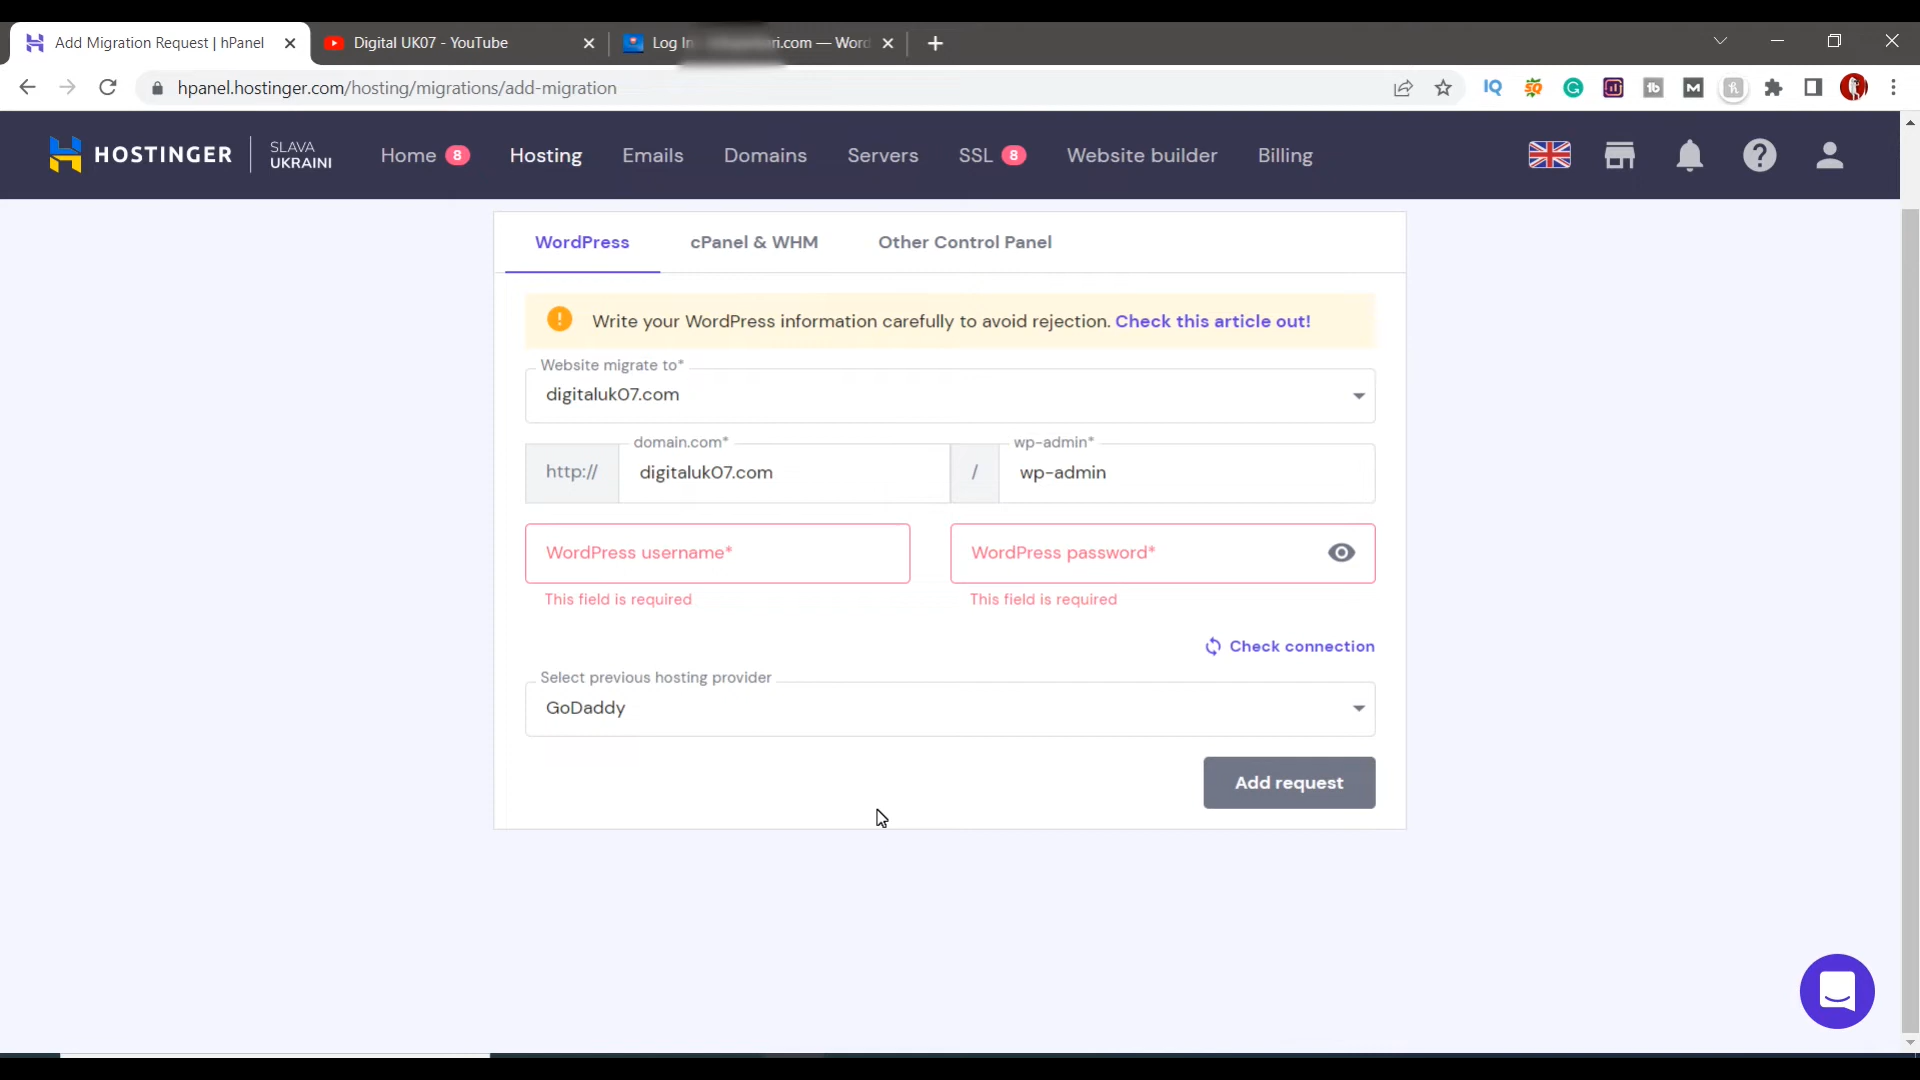 Add Migration Request | hPanel
Digital UK07 - YouTube
Log In
ri.com — Word
hpanel.hostinger.com/hosting/migrations/add-migration
IQ
HOSTINGER
SLAVA
UKRAINI
Home 8
Hosting
Emails
Domains
Servers
SSL 8
Website builder
Billing
WordPress
cPanel & WHM
Other Control Panel
Write your WordPress information carefully to avoid rejection. Check this article out!
Website migrate to*
digitaluk07.com
domain.com*
wp-admin*
http://
digitaluk07.com
/
wp-admin
WordPress username*
WordPress password*
This field is required
This field is required
Check connection
Select previous hosting provider
GoDaddy
Add request